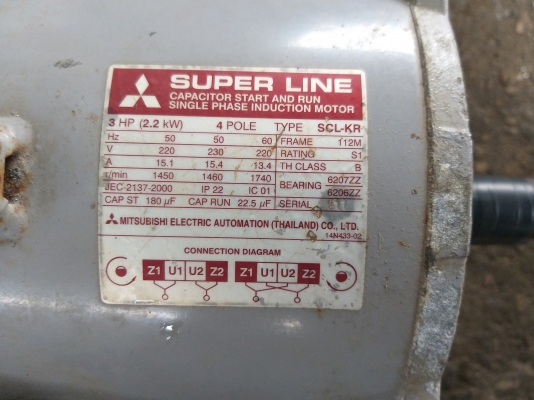 SUPER LINE
CAPACITOR START AND RUN
SINGLE PHASE INDUCTION MOTOR
3 HP (2.2 kW) 4 POLE TYPE SCL-KR
Hz 50 50 60 FRAME 112M
V 220 230 220 RATING S1
A 15.1 15.4 13.4 TH CLASS B
r/min 1450 1460 1740 BEARING 6207ZZ
JEC-2137-2000 IP 22 IC 01 6206ZZ
CAP ST 180 µF CAP RUN 22.5 µF SERIAL
MITSUBISHI ELECTRIC AUTOMATION (THAILAND) CO., LTD.
14N433-02
CONNECTION DIAGRAM
Z1 U1 U2 Z2 Z1 U1 U2 Z2